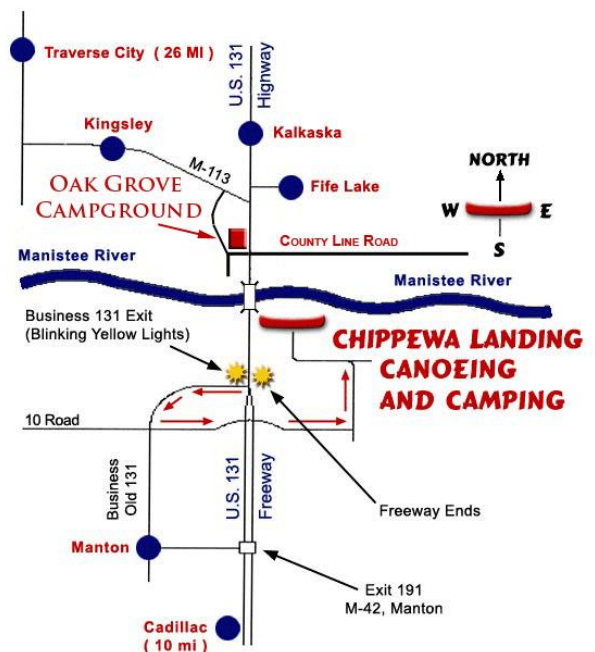 Traverse City ( 26 MI )
U.S. 131
Highway
Kingsley
Kalkaska
M-113
NORTH
OAK GROVE
CAMPGROUND
Fife Lake
W E
S
COUNTY LINE ROAD
Manistee River
Manistee River
Business 131 Exit
(Blinking Yellow Lights)
CHIPPEWA LANDING
CANOEING
AND CAMPING
10 Road
Business
Old 131
U.S. 131
Freeway
Freeway Ends
Manton
Exit 191
M-42, Manton
Cadillac
( 10 mi )